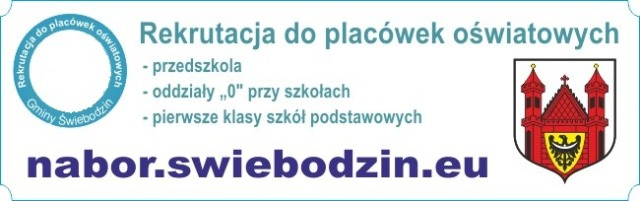 Rekrutacja do placówek oświatowych
Gminy Świebodzin
Rekrutacja do placówek oświatowych
- przedszkola
- oddziały „0" przy szkołach
- pierwsze klasy szkół podstawowych
nabor.swiebodzin.eu